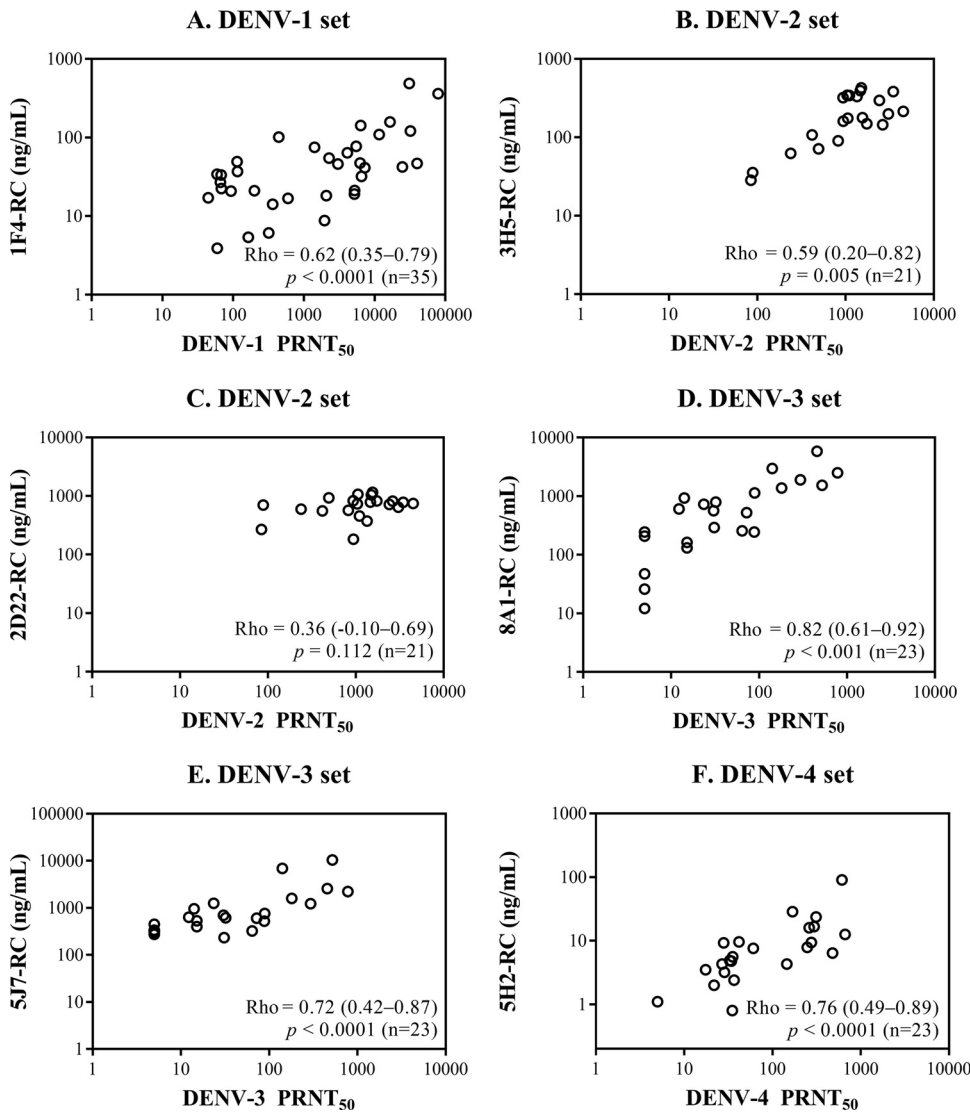 A. DENV-1 set
1F4-RC (ng/mL)
1000
100
10
1
Rho = 0.62 (0.35–0.79)
p < 0.0001 (n=35)
1 10 100 1000 10000 100000
DENV-1 PRNT50
B. DENV-2 set
3H5-RC (ng/mL)
1000
100
10
1
Rho = 0.59 (0.20–0.82)
p = 0.005 (n=21)
1 10 100 1000 10000
DENV-2 PRNT50
C. DENV-2 set
2D22-RC (ng/mL)
10000
1000
100
10
1
Rho = 0.36 (-0.10–0.69)
p = 0.112 (n=21)
1 10 100 1000 10000
DENV-2 PRNT50
D. DENV-3 set
8A1-RC (ng/mL)
10000
1000
100
10
1
Rho = 0.82 (0.61–0.92)
p < 0.001 (n=23)
1 10 100 1000 10000
DENV-3 PRNT50
E. DENV-3 set
5J7-RC (ng/mL)
100000
10000
1000
100
10
1
Rho = 0.72 (0.42–0.87)
p < 0.0001 (n=23)
1 10 100 1000 10000
DENV-3 PRNT50
F. DENV-4 set
5H2-RC (ng/mL)
1000
100
10
1
Rho = 0.76 (0.49–0.89)
p < 0.0001 (n=23)
1 10 100 1000 10000
DENV-4 PRNT50